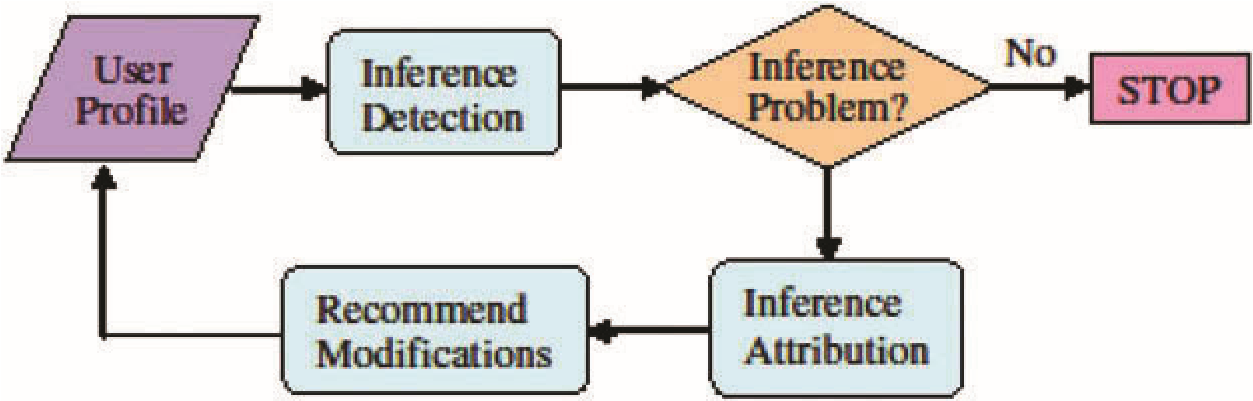 User
Profile
Inference
Detection
Inference
Problem?
No
STOP
Recommend
Modifications
Inference
Attribution